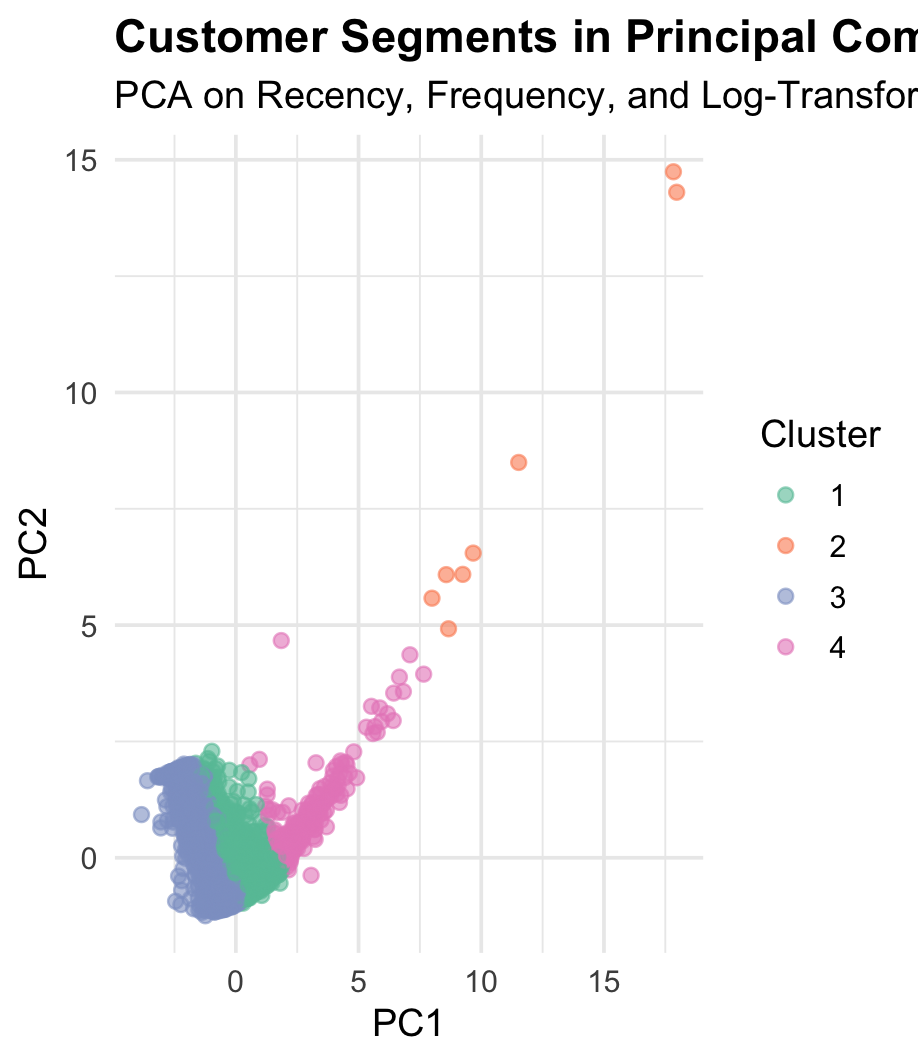 Customer Segments in Principal Com
PCA on Recency, Frequency, and Log-Transfor
15
10
5
0
PC2
0 5 10 15
PC1
Cluster
1
2
3
4